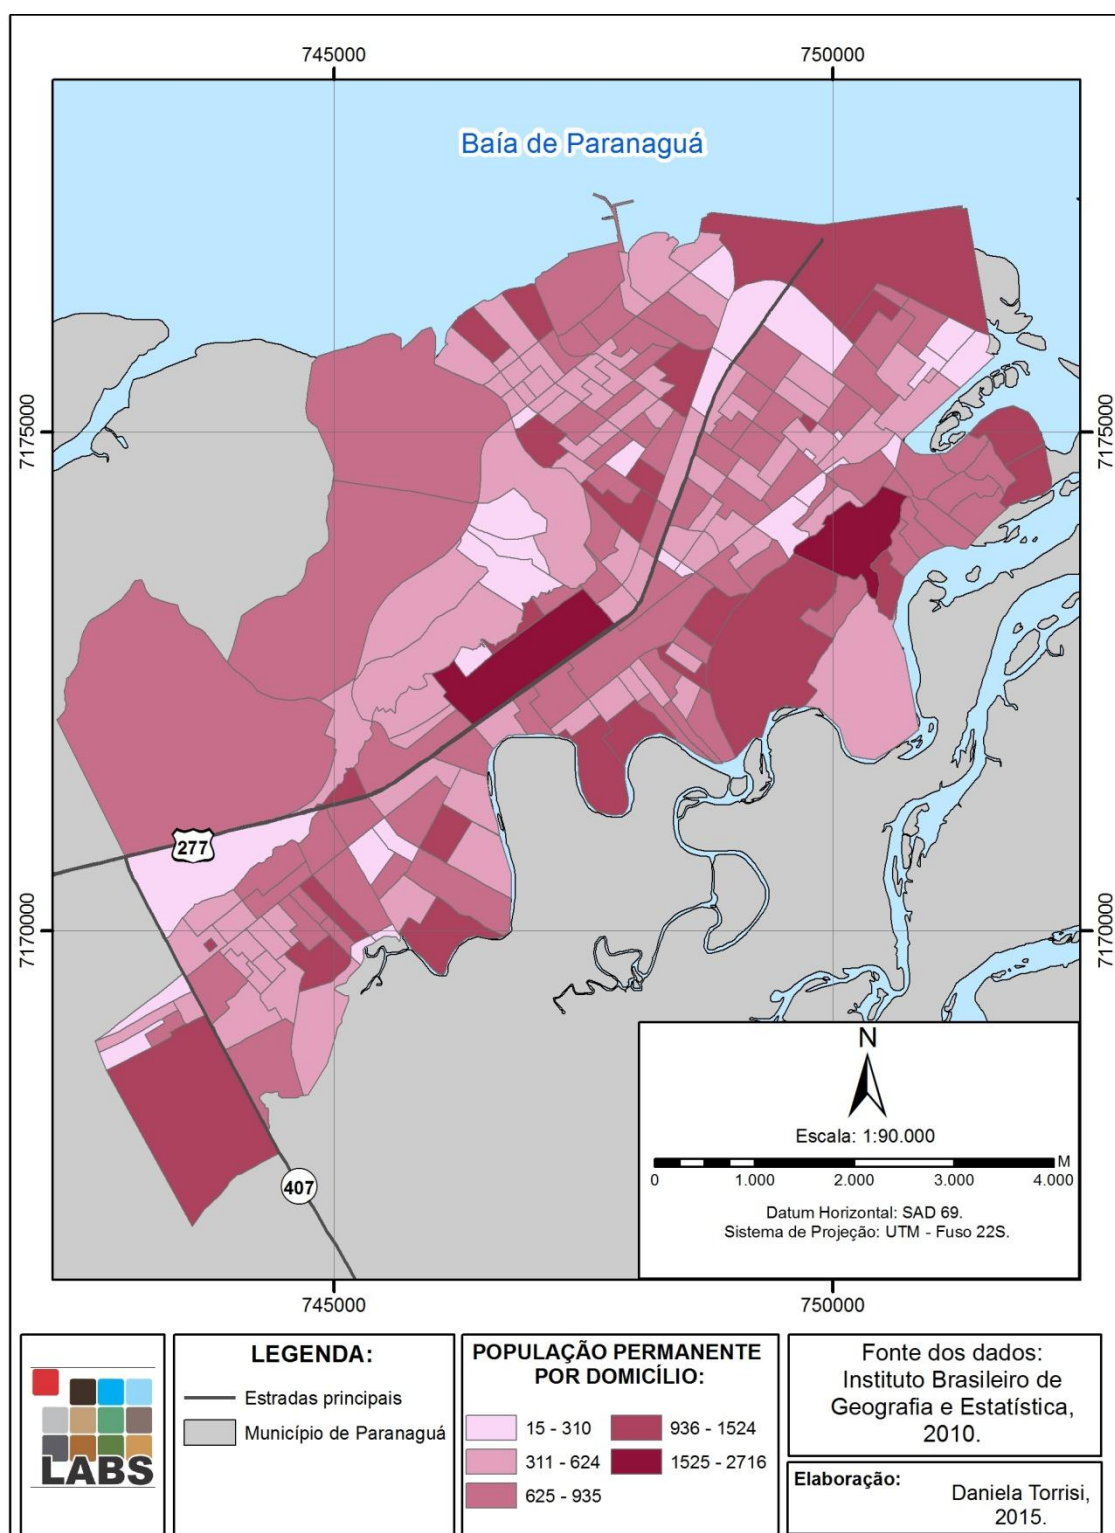 745000
750000
Baía de Paranaguá
7175000
7175000
277
7170000
7170000
N
Escala: 1:90.000
M
0
1.000
2.000
3.000
4.000
Datum Horizontal: SAD 69.
Sistema de Projeção: UTM - Fuso 22S.
407
745000
750000
LABS
LEGENDA:
Estradas principais
Município de Paranaguá
POPULAÇÃO PERMANENTE
POR DOMICÍLIO:
15 - 310
311 - 624
625 - 935
936 - 1524
1525 - 2716
Fonte dos dados:
Instituto Brasileiro de
Geografia e Estatística,
2010.
Elaboração:
Daniela Torrisi,
2015.